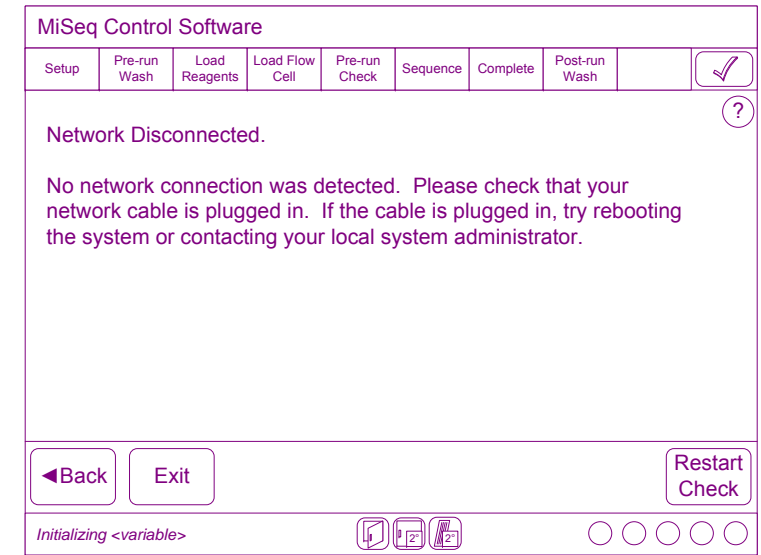 MiSeq Control Software
Setup
Pre-run
Wash
Load
Reagents
Load Flow
Cell
Pre-run
Check
Sequence
Complete
Post-run
Wash
?
Network Disconnected.
No network connection was detected.  Please check that your
network cable is plugged in.  If the cable is plugged in, try rebooting
the system or contacting your local system administrator.
◄Back
Exit
Restart
Check
Initializing <variable>
2°
2°